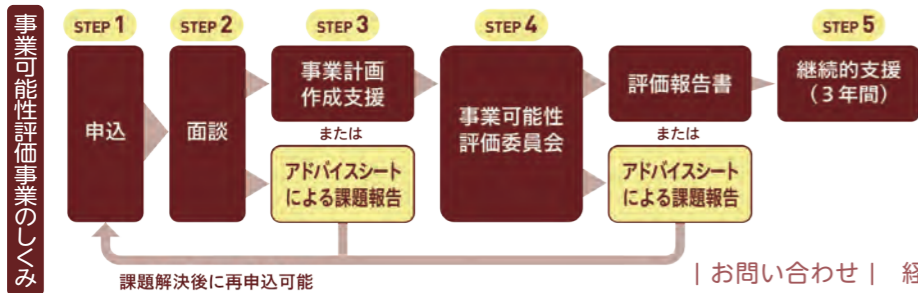 事業可能性評価事業のしくみ
STEP 1
STEP 2
STEP 3
STEP 4
STEP 5
申込
面談
事業計画
作成支援
または
アドバイスシート
による課題報告
事業可能性
評価委員会
評価報告書
または
アドバイスシート
による課題報告
継続的支援
（３年間）
課題解決後に再申込可能
| お問い合わせ | 経